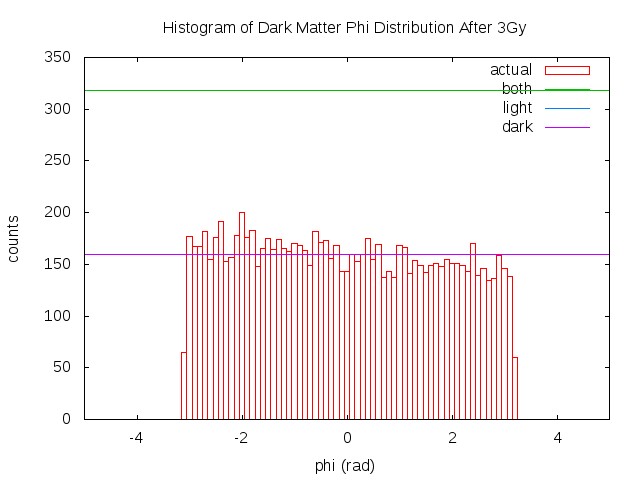 Histogram of Dark Matter Phi Distribution After 3Gy
350
300
250
200
150
100
50
0
counts
actual
both
light
dark
-4 -2 0 2 4
phi (rad)